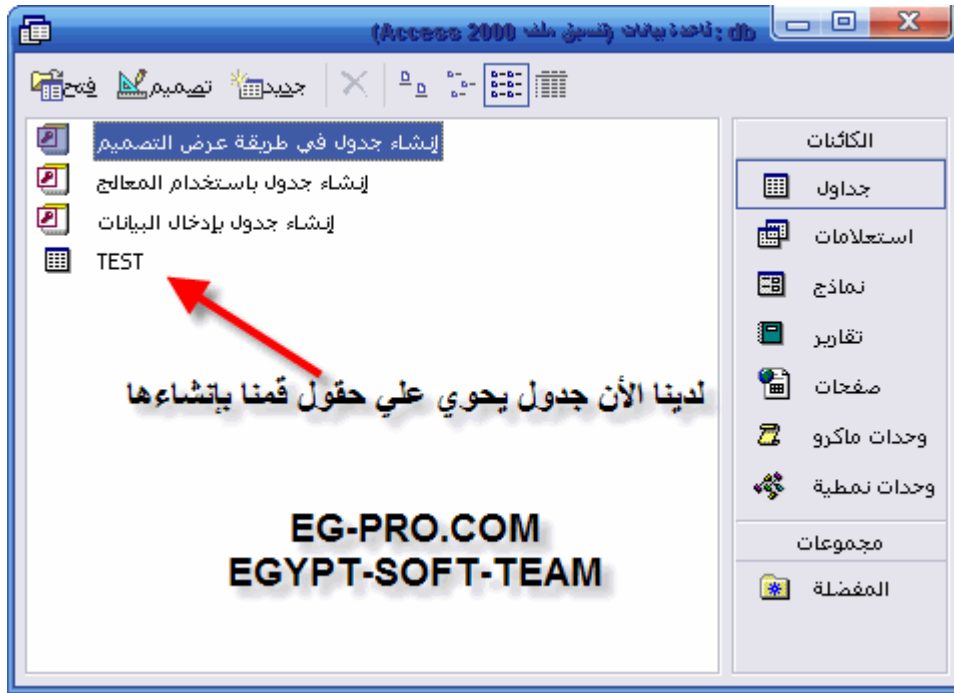 db : قاعدة بيانات (تنسيق ملف Access 2000)
فتح تصميم جديد
الكائنات
جداول
استعلامات
نماذج
تقارير
صفحات
وحدات ماكرو
وحدات نمطية
مجموعات
المفضلة
إنشاء جدول في طريقة عرض التصميم
إنشاء جدول باستخدام المعالج
إنشاء جدول بإدخال البيانات
TEST
لدينا الأن جدول يحوي علي حقول قمنا بإنشاءها
EG-PRO.COM
EGYPT-SOFT-TEAM